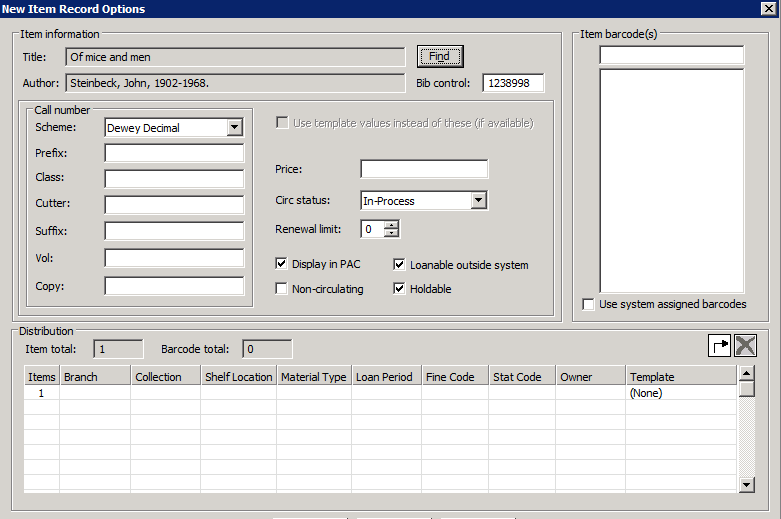 New Item Record Options
Item information
Title: Of mice and men Find
Author: Steinbeck, John, 1902-1968. Bib control: 1238998
Call number
Scheme: Dewey Decimal
Prefix:
Class:
Cutter:
Suffix:
Vol:
Copy:
Use template values instead of these (if available)
Price:
Circ status: In-Process
Renewal limit: 0
Display in PAC Loanable outside system
Non-circulating Holdable
Item barcode(s)
Use system assigned barcodes
Distribution
Item total: 1 Barcode total: 0
Items Branch Collection Shelf Location Material Type Loan Period Fine Code Stat Code Owner Template
1 (None)